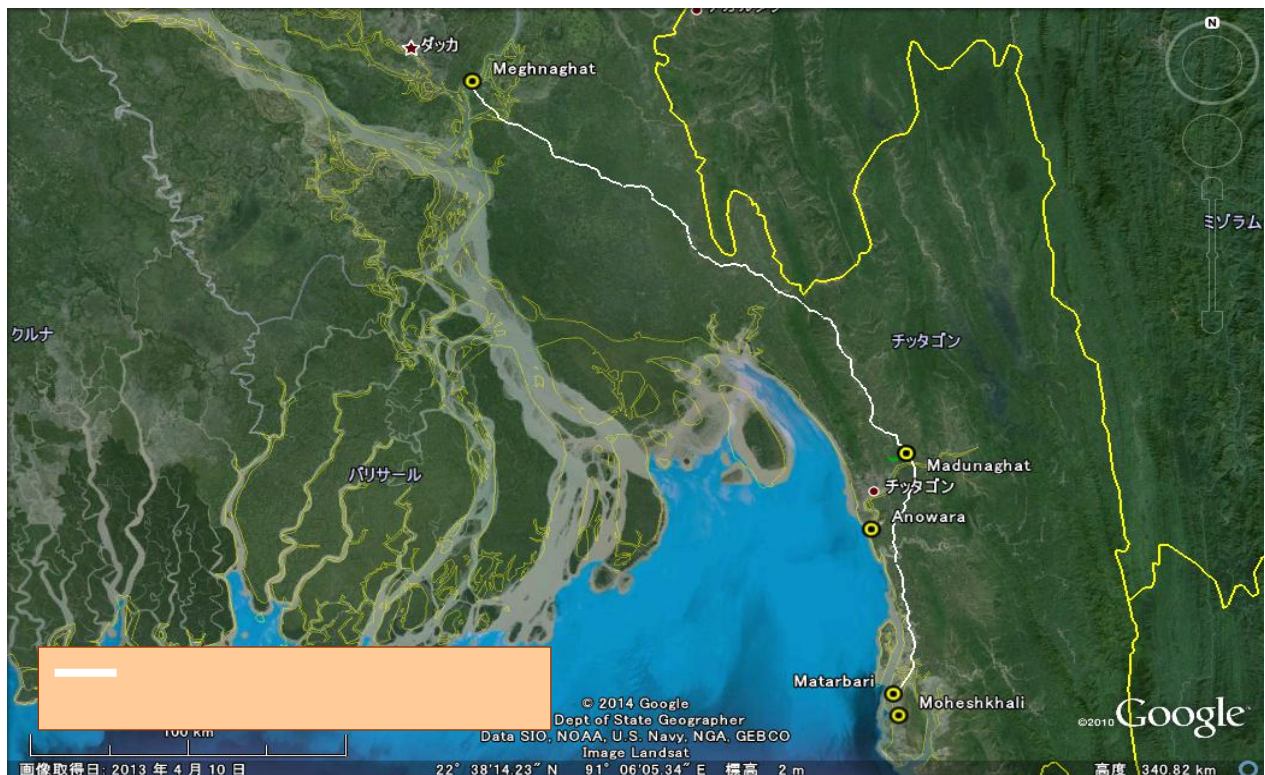 ダッカ
Meghnaghat
N
ミゾラム
クルナ
チッタゴン
バリサール
Madunaghat
チッタゴン
Anowara
Matarbari
Moheshkhali
© 2014 Google
Dept of State Geographer
Data SIO, NOAA, U.S. Navy, NGA, GEBCO
Image Landsat
©2010 Google
100 km
画像取得日: 2013 年 4 月 10 日 22° 38'14.23" N 91° 06'05.34" E 標高 2 m 高度 340.82 km